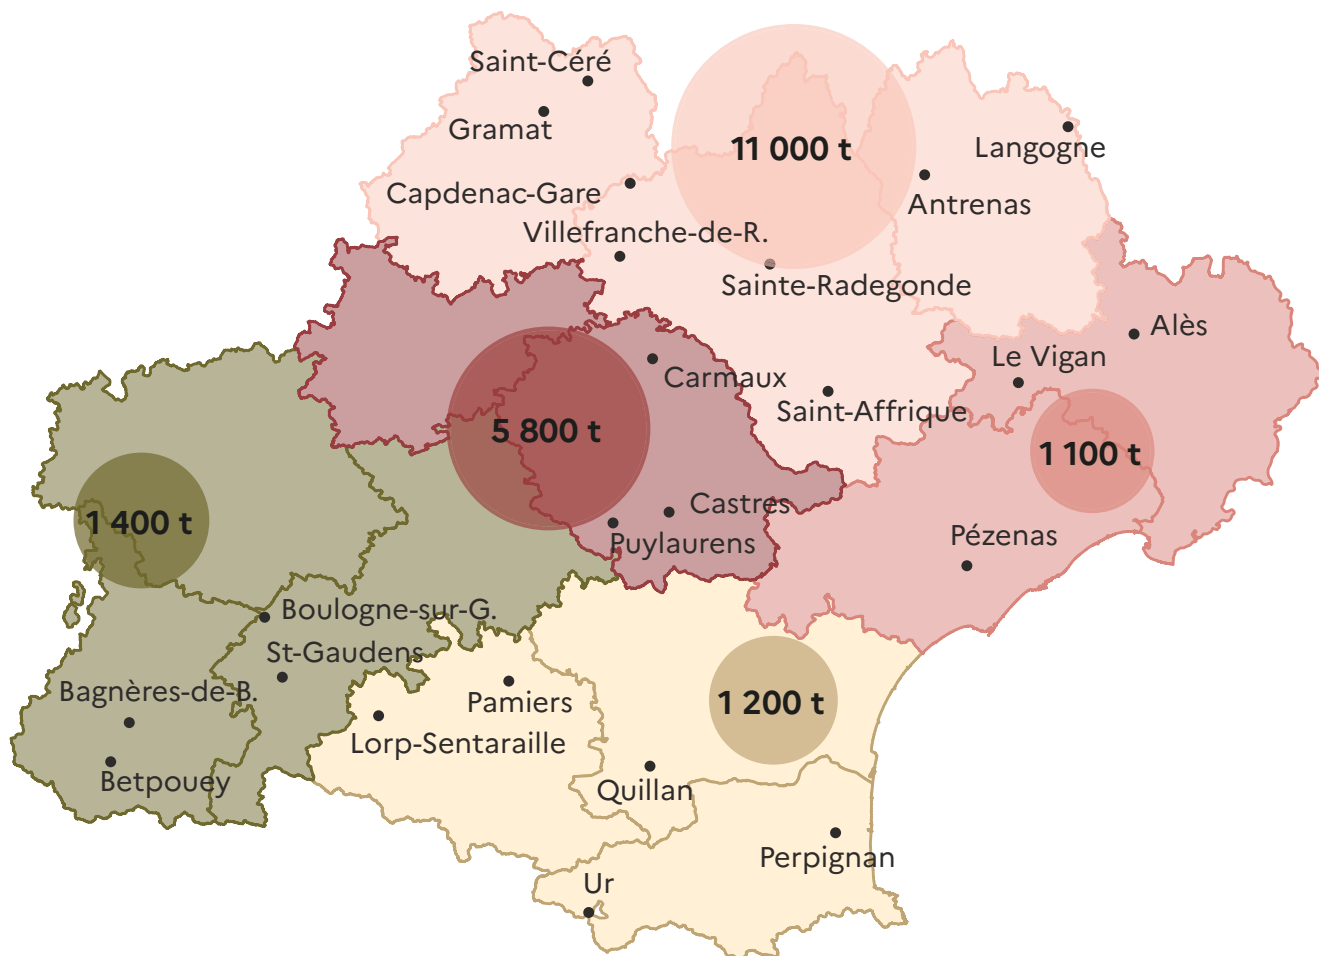 Saint-Céré
Gramat
11 000 t
Langogne
Capdenac-Gare
Antrenas
Villefranche-de-R.
Sainte-Radegonde
Alès
Le Vigan
Carmaux
Saint-Affrique
5 800 t
1 100 t
Castres
1 400 t
Puylaurens
Pézenas
Boulogne-sur-G.
St-Gaudens
Bagnères-de-B.
Pamiers
1 200 t
Lorp-Sentaraille
Betpouey
Quillan
Perpignan
Ur